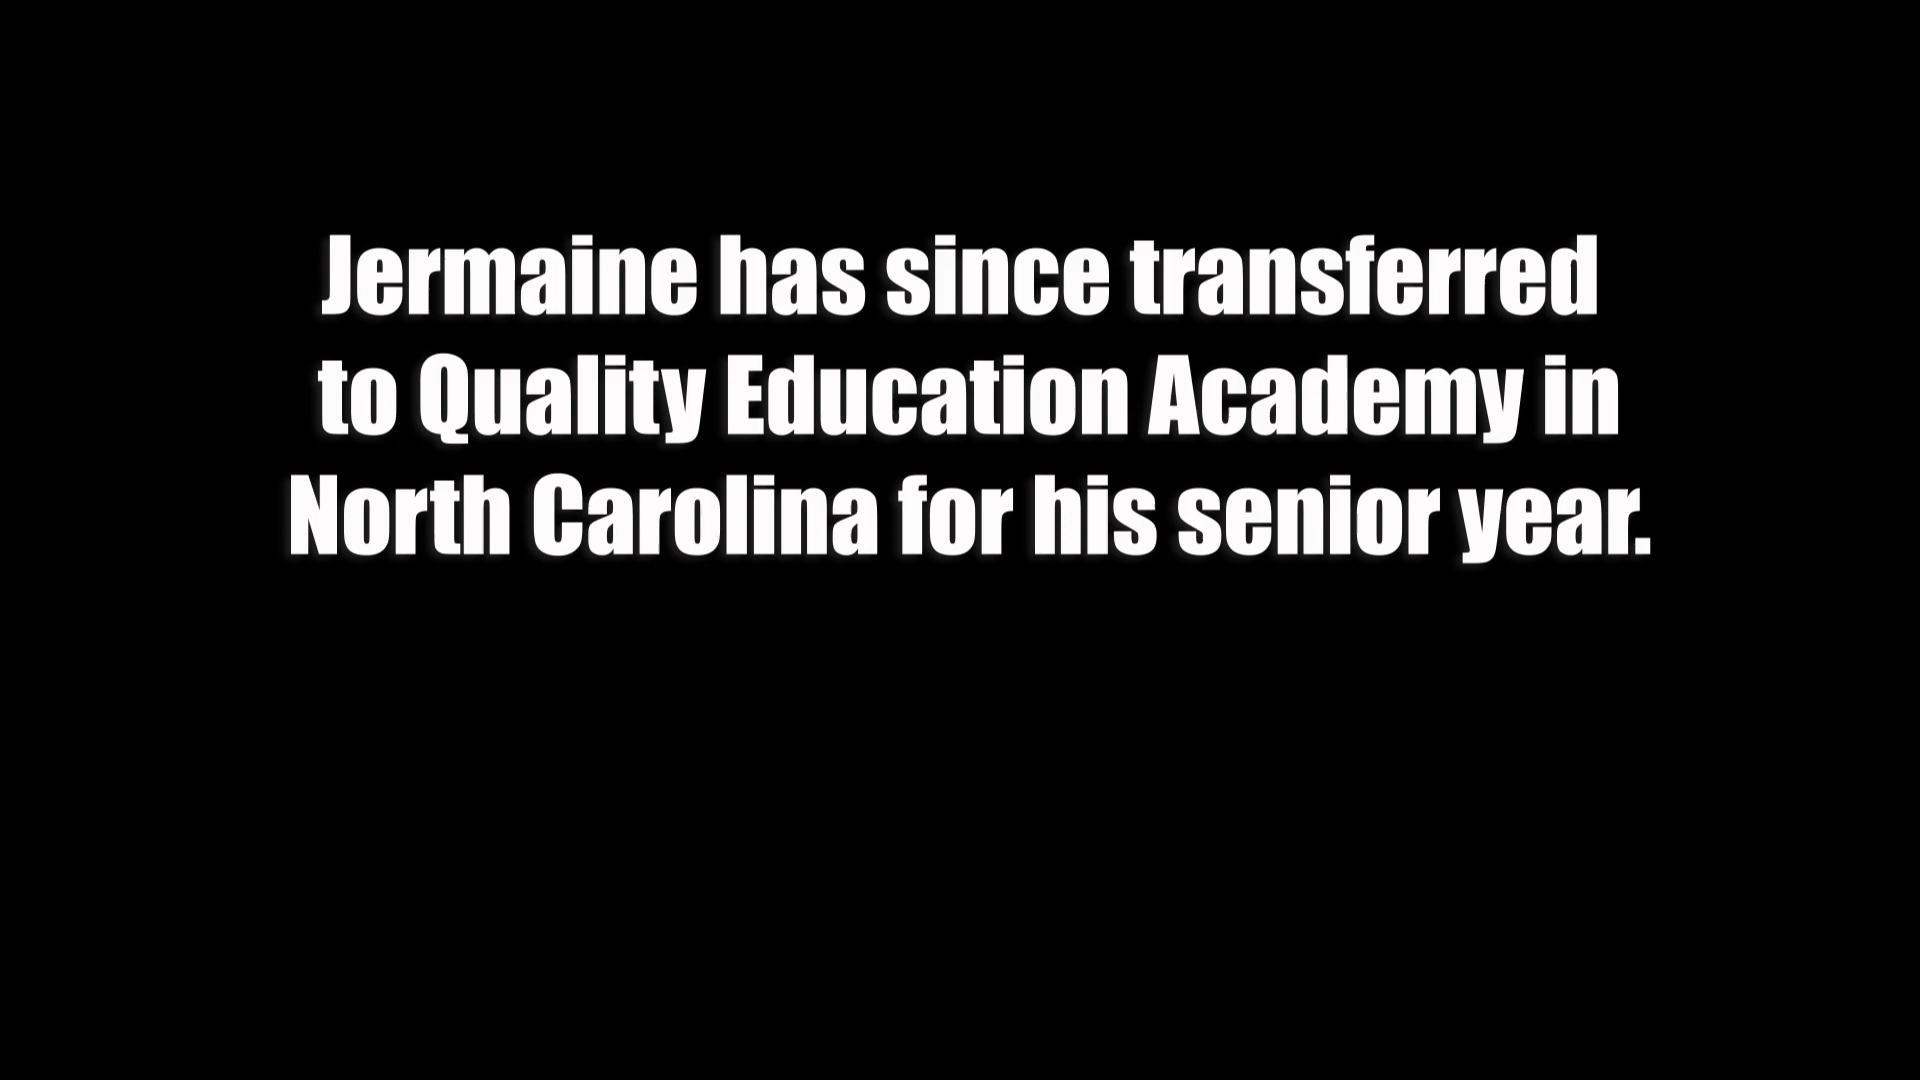 Jermaine has since transferred
to Quality Education Academy in
North Carolina for his senior year.